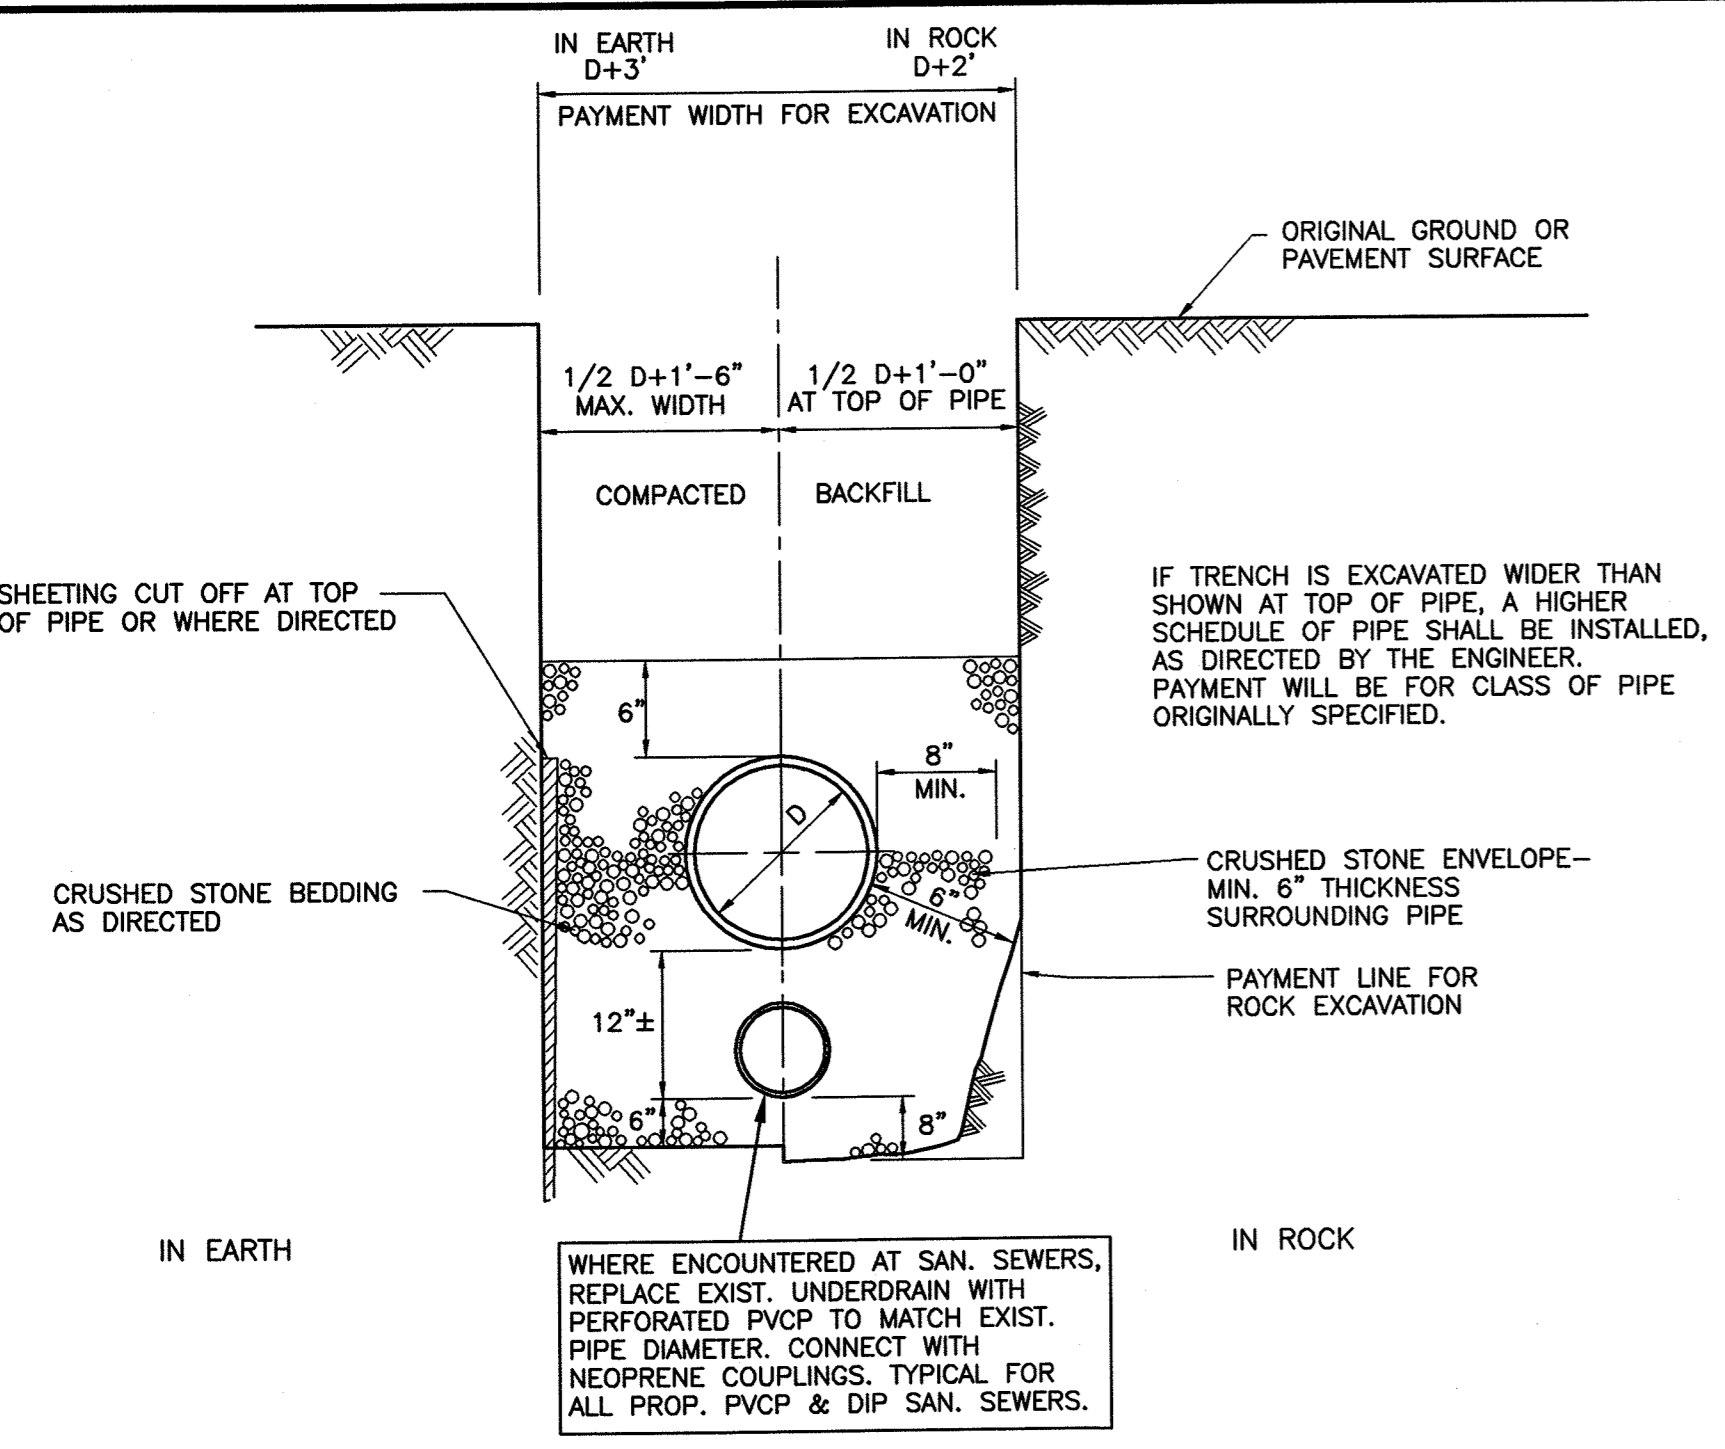 IN EARTH
D+3'
IN ROCK
D+2'
PAYMENT WIDTH FOR EXCAVATION
ORIGINAL GROUND OR
PAVEMENT SURFACE
1/2 D+1'-6"
MAX. WIDTH
1/2 D+1'-0"
AT TOP OF PIPE
COMPACTED BACKFILL
SHEETING CUT OFF AT TOP
OF PIPE OR WHERE DIRECTED
IF TRENCH IS EXCAVATED WIDER THAN
SHOWN AT TOP OF PIPE, A HIGHER
SCHEDULE OF PIPE SHALL BE INSTALLED,
AS DIRECTED BY THE ENGINEER.
PAYMENT WILL BE FOR CLASS OF PIPE
ORIGINALLY SPECIFIED.
6"
8"
MIN.
D
CRUSHED STONE BEDDING
AS DIRECTED
6"
MIN.
CRUSHED STONE ENVELOPE-
MIN. 6" THICKNESS
SURROUNDING PIPE
PAYMENT LINE FOR
ROCK EXCAVATION
12"±
6"
8"
IN EARTH
IN ROCK
WHERE ENCOUNTERED AT SAN. SEWERS,
REPLACE EXIST. UNDERDRAIN WITH
PERFORATED PVCP TO MATCH EXIST.
PIPE DIAMETER. CONNECT WITH
NEOPRENE COUPLINGS. TYPICAL FOR
ALL PROP. PVCP & DIP SAN. SEWERS.